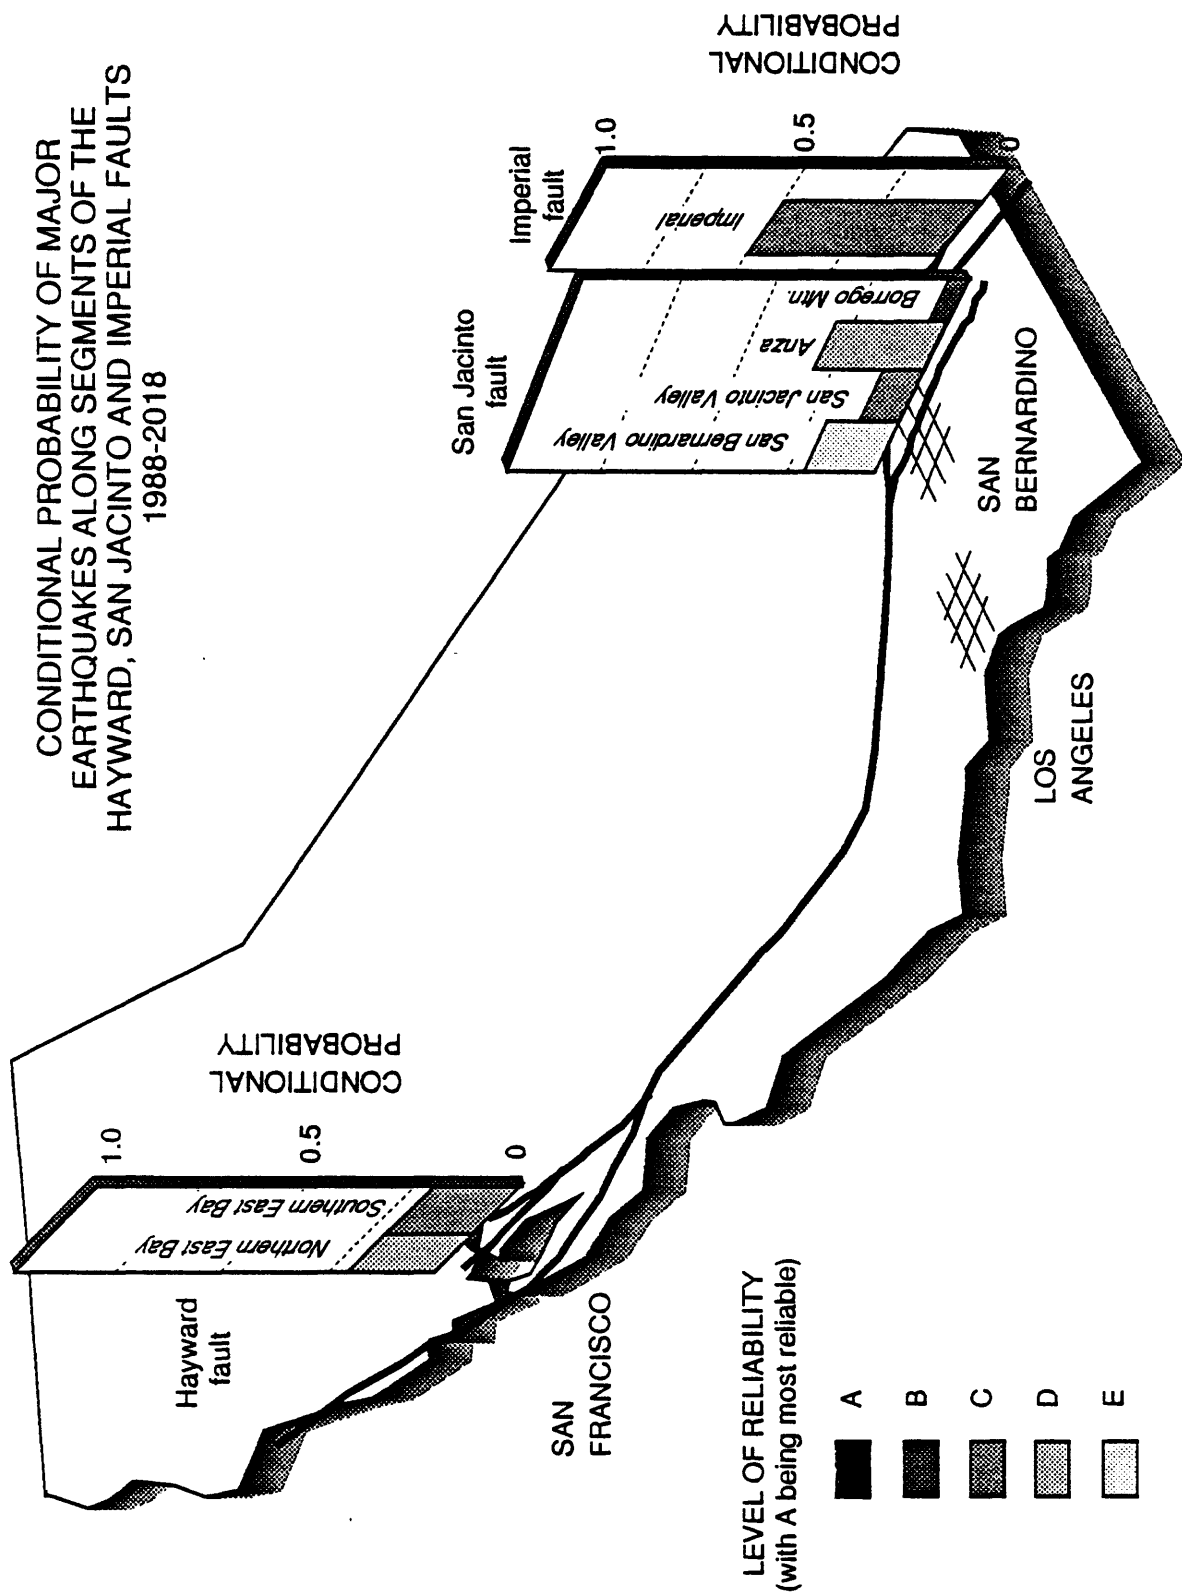 CONDITIONAL PROBABILITY OF MAJOR
EARTHQUAKES ALONG SEGMENTS OF THE
HAYWARD, SAN JACINTO AND IMPERIAL FAULTS
1988-2018
Hayward
fault
Northern East Bay
Southern East Bay
1.0
0.5
0
CONDITIONAL
PROBABILITY
San Jacinto
fault
San Bernardino Valley
San Jacinto Valley
Anza
Borrego Mtn.
Imperial
fault
Imperial
1.0
0.5
0
CONDITIONAL
PROBABILITY
SAN
FRANCISCO
LOS
ANGELES
SAN
BERNARDINO
LEVEL OF RELIABILITY
(with A being most reliable)
A
B
C
D
E